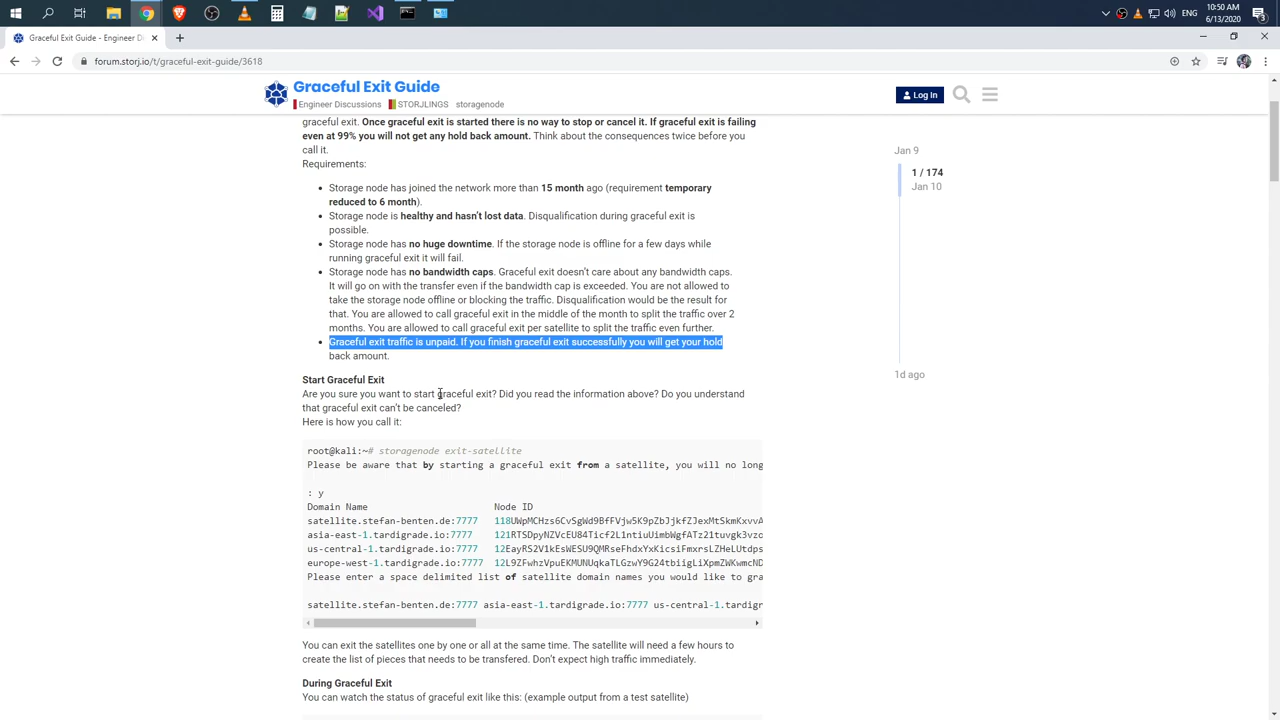 10:50 AM
ENG
6/13/2020
Graceful Exit Guide - Engineer Di
forum.storj.io/t/graceful-exit-guide/3618
Graceful Exit Guide
Engineer Discussions STORJLINGS storagenode
Log In
graceful exit. Once graceful exit is started there is no way to stop or cancel it. If graceful exit is failing
even at 99% you will not get any hold back amount. Think about the consequences twice before you
call it.
Requirements:
• Storage node has joined the network more than 15 month ago (requirement temporary
reduced to 6 month).
• Storage node is healthy and hasn't lost data. Disqualification during graceful exit is
possible.
• Storage node has no huge downtime. If the storage node is offline for a few days while
running graceful exit it will fail.
• Storage node has no bandwidth caps. Graceful exit doesn't care about any bandwidth caps.
It will go on with the transfer even if the bandwidth cap is exceeded. You are not allowed to
take the storage node offline or blocking the traffic. Disqualification would be the result for
that. You are allowed to call graceful exit in the middle of the month to split the traffic over 2
months. You are allowed to call graceful exit per satellite to split the traffic even further.
• Graceful exit traffic is unpaid. If you finish graceful exit successfully you will get your hold
back amount.
Jan 9
1 / 174
Jan 10
1d ago
Start Graceful Exit
Are you sure you want to start graceful exit? Did you read the information above? Do you understand
that graceful exit can't be canceled?
Here is how you call it:
root@kali:~# storagenode exit-satellite
Please be aware that by starting a graceful exit from a satellite, you will no long
: y
Domain Name Node ID
satellite.stefan-benten.de:7777
asia-east-1.tardigrade.io:7777
us-central-1.tardigrade.io:7777
europe-west-1.tardigrade.io:7777
Please enter a space delimited list of satellite domain names you would like to gra
satellite.stefan-benten.de:7777 asia-east-1.tardigrade.io:7777 us-central-1.tardigr
You can exit the satellites one by one or all at the same time. The satellite will need a few hours to
create the list of pieces that needs to be transfered. Don't expect high traffic immediately.
During Graceful Exit
You can watch the status of graceful exit like this: (example output from a test satellite)